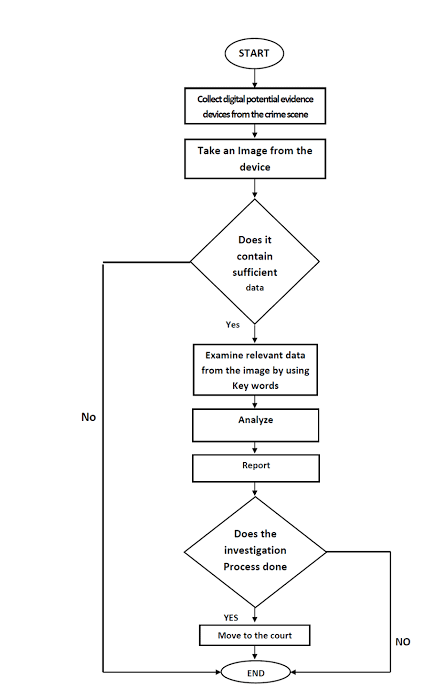 START
Collect digital potential evidence
devices from the crime scene
Take an Image from the
device
Does it
contain
sufficient
data
Yes
Examine relevant data
from the image by using
Key words
No
Analyze
Report
Does the
investigation
Process done
YES
Move to the court
NO
END